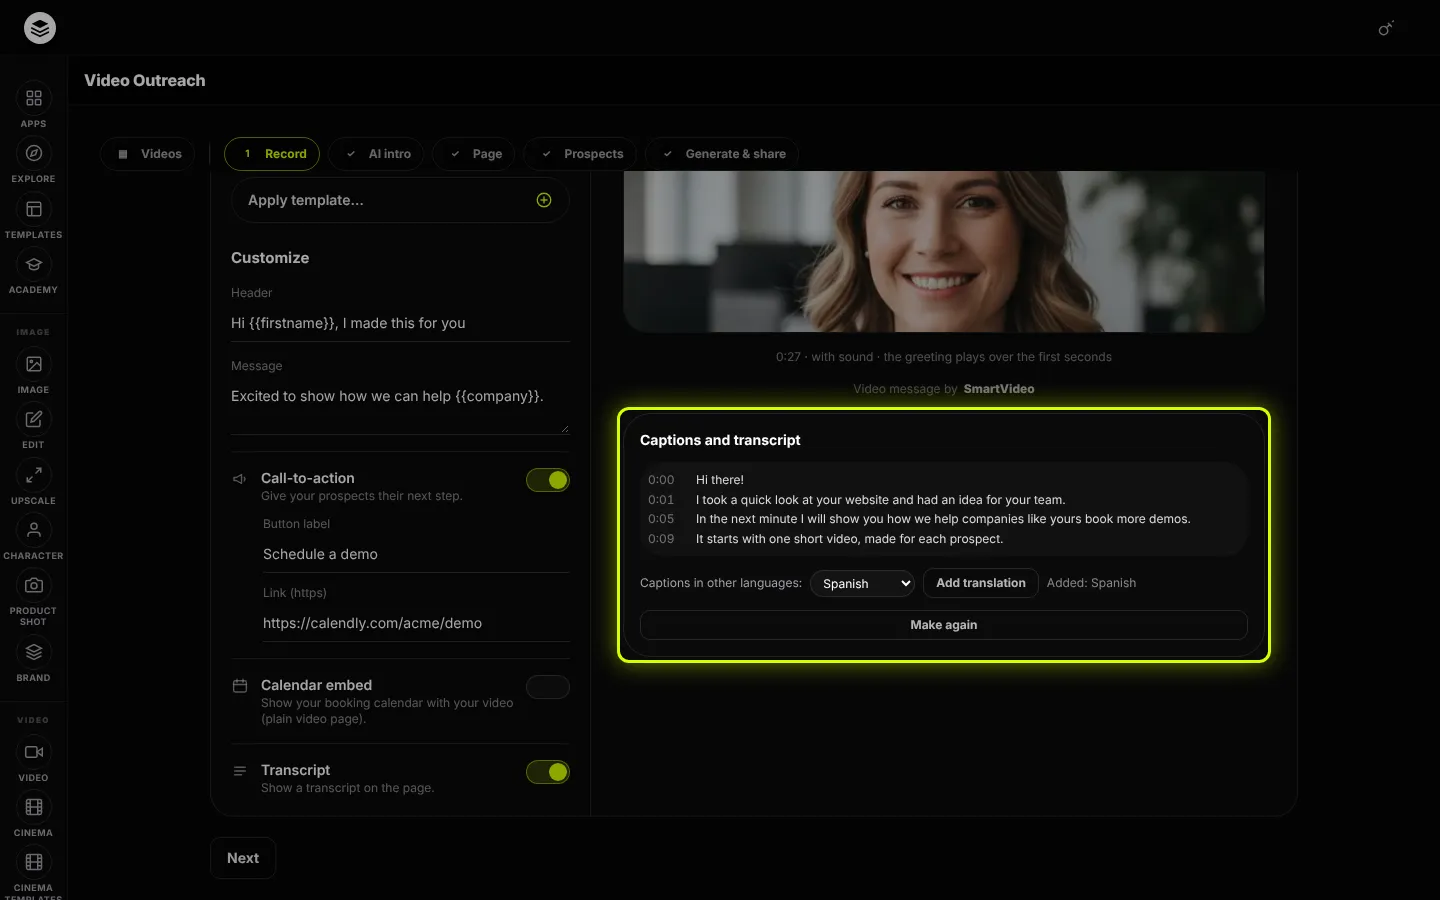 Video Outreach
APPS
EXPLORE
TEMPLATES
ACADEMY
IMAGE
IMAGE
EDIT
UPSCALE
CHARACTER
PRODUCT
SHOT
BRAND
VIDEO
VIDEO
CINEMA
CINEMA
TEMPLATES
Videos
1 Record
AI intro
Page
Prospects
Generate & share
Apply template...
Customize
Header
Hi {{firstname}}, I made this for you
Message
Excited to show how we can help {{company}}.
Call-to-action
Give your prospects their next step.
Button label
Schedule a demo
Link (https)
https://calendly.com/acme/demo
Calendar embed
Show your booking calendar with your video
(plain video page).
Transcript
Show a transcript on the page.
Next
0:27 · with sound · the greeting plays over the first seconds
Video message by SmartVideo
Captions and transcript
0:00 Hi there!
0:01 I took a quick look at your website and had an idea for your team.
0:05 In the next minute I will show you how we help companies like yours book more demos.
0:09 It starts with one short video, made for each prospect.
Captions in other languages: Spanish Add translation Added: Spanish
Make again